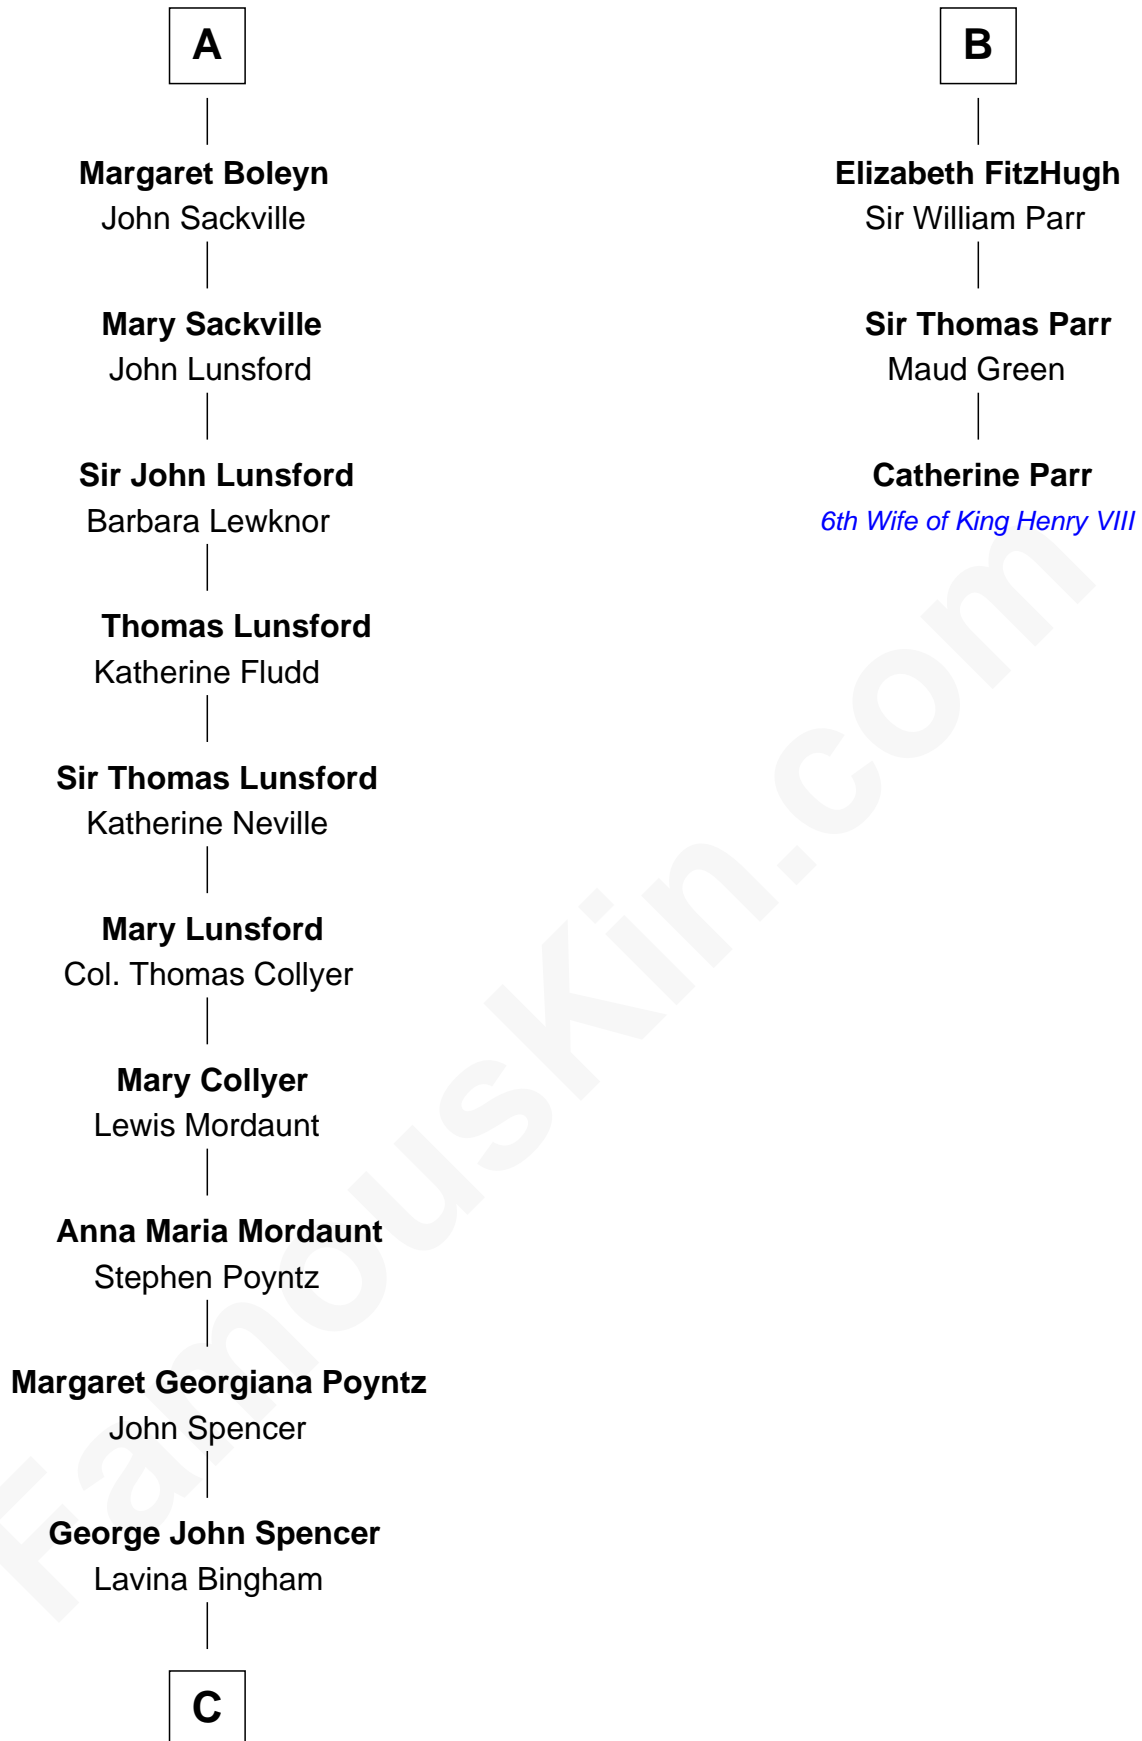 A
Margaret Boleyn
John Sackville
Mary Sackville
John Lunsford
Sir John Lunsford
Barbara Lewknor
Thomas Lunsford
Katherine Fludd
Sir Thomas Lunsford
Katherine Neville
Mary Lunsford
Col. Thomas Collyer
Mary Collyer
Lewis Mordaunt
Anna Maria Mordaunt
Stephen Poyntz
Margaret Georgiana Poyntz
John Spencer
George John Spencer
Lavina Bingham
C
B
Elizabeth FitzHugh
Sir William Parr
Sir Thomas Parr
Maud Green
Catherine Parr
6th Wife of King Henry VIII
FamousKin.com